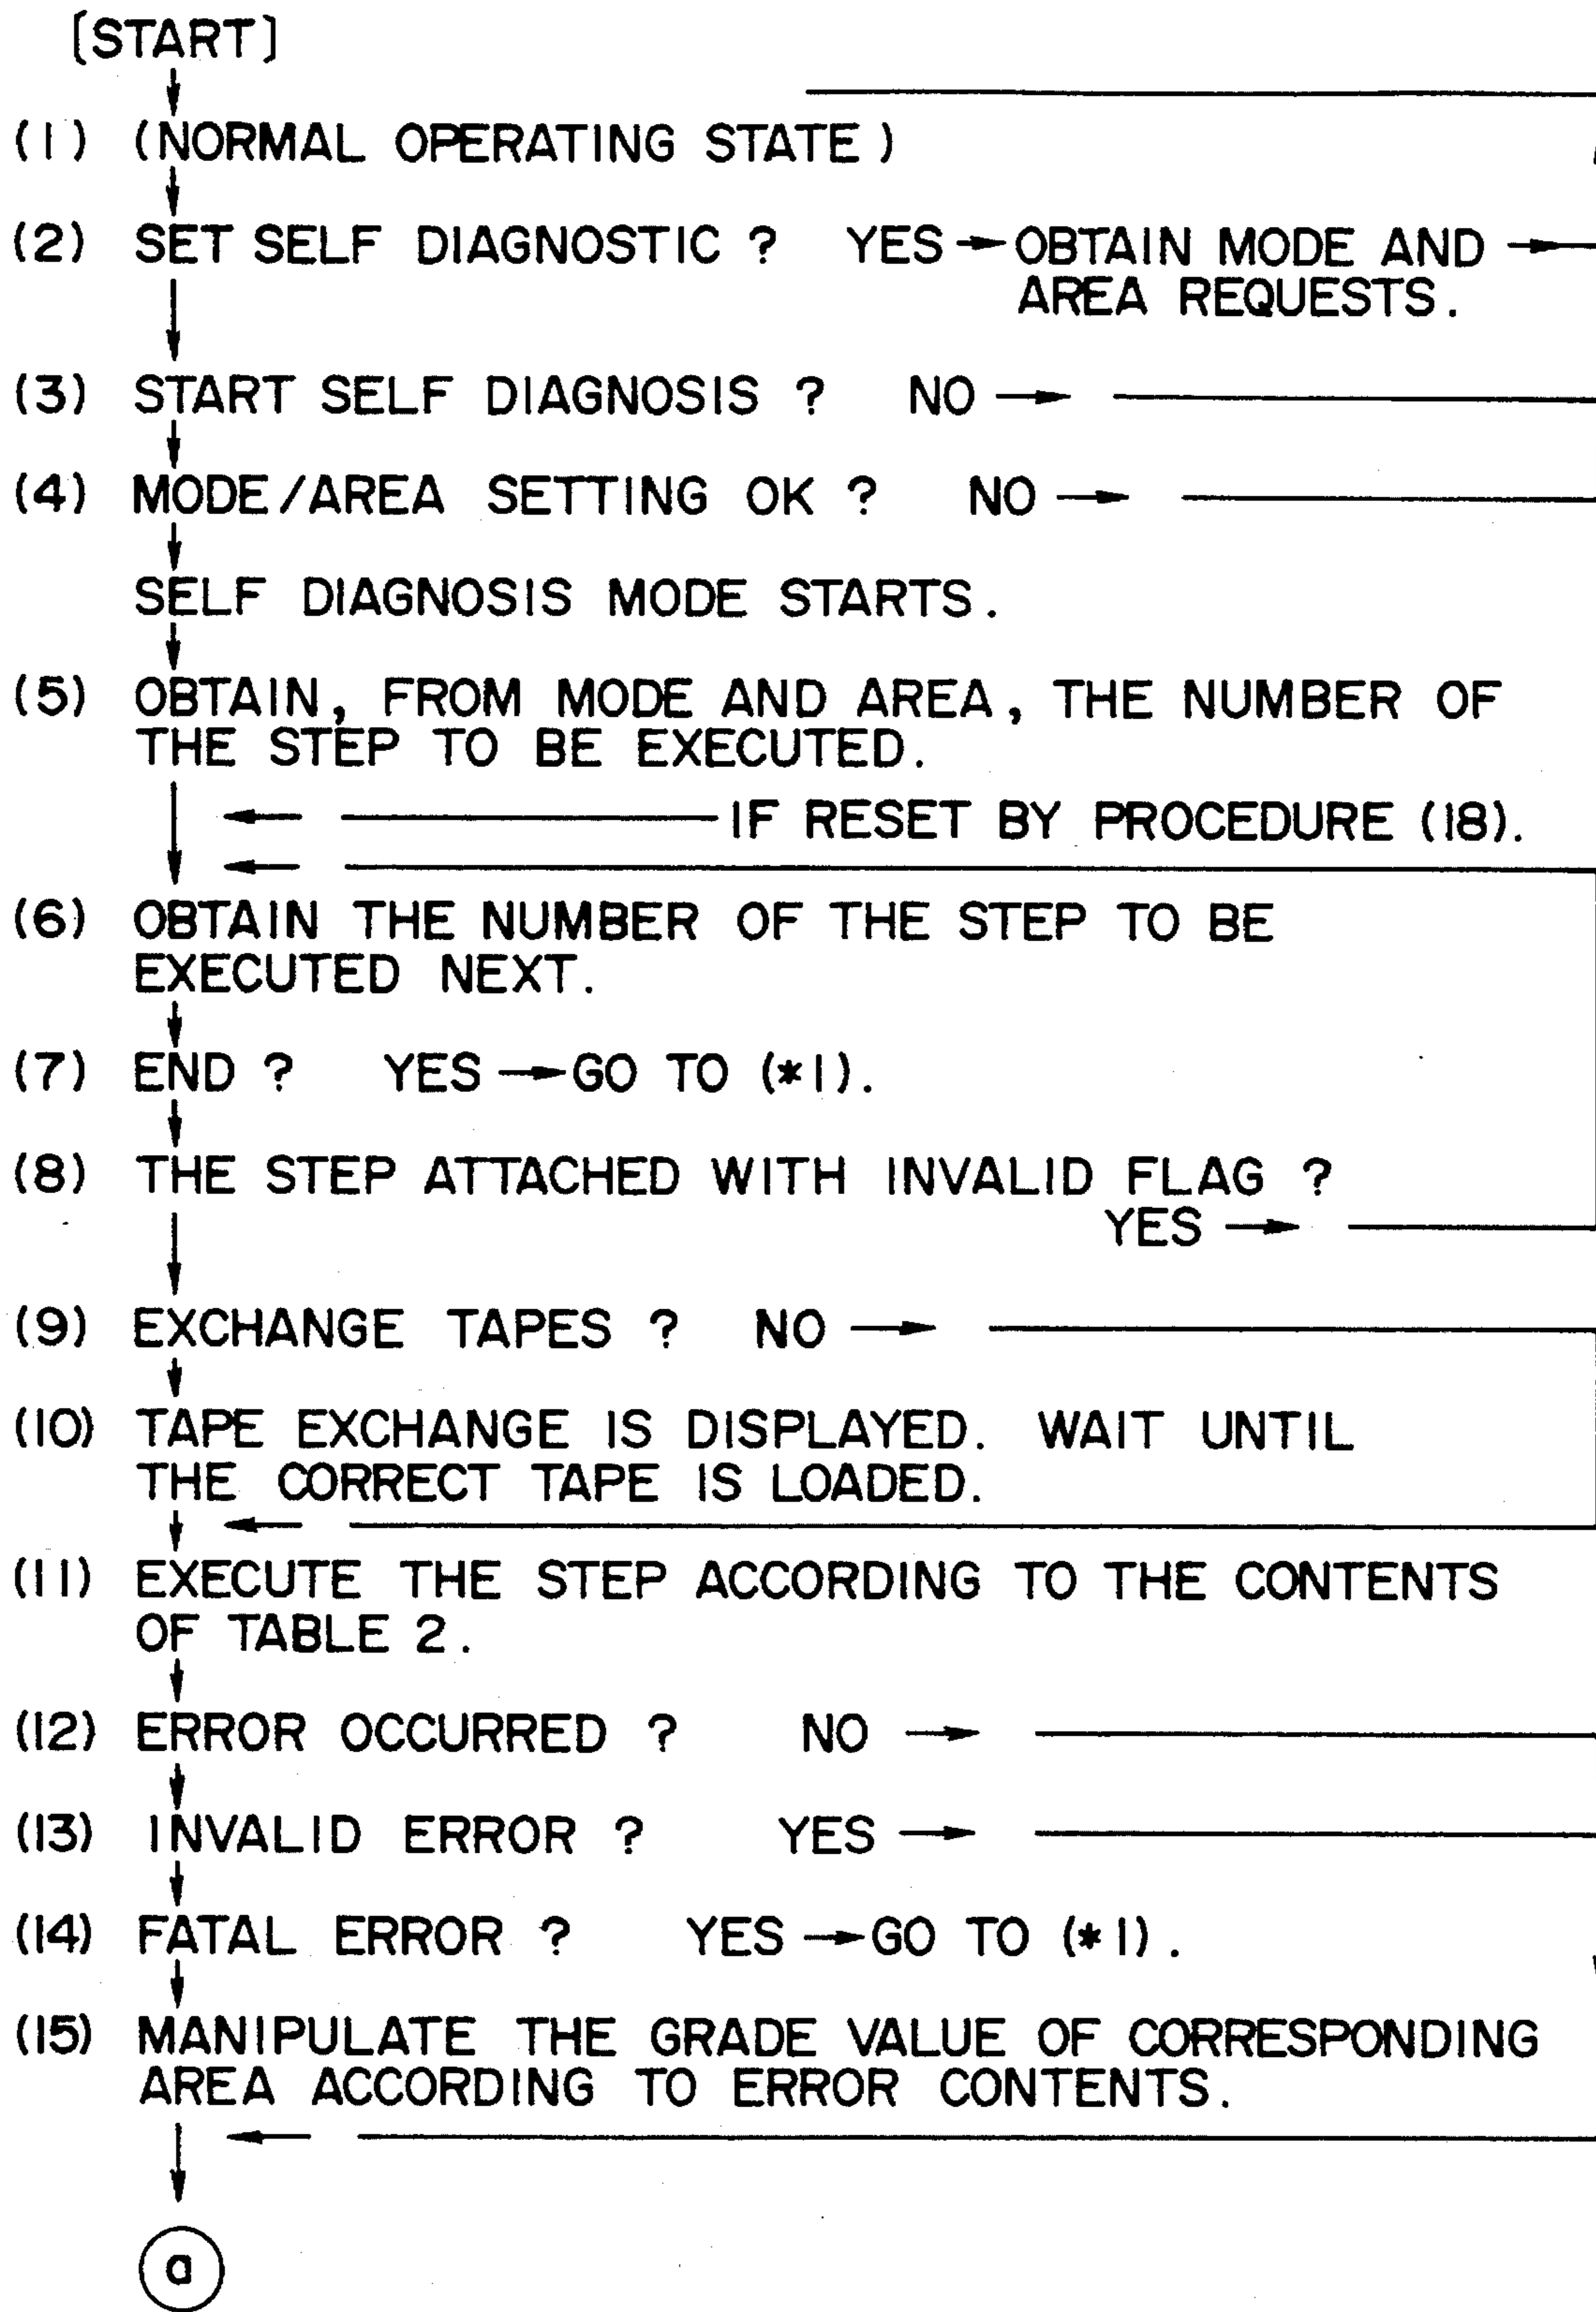 [START]
(1) (NORMAL OPERATING STATE)
(2) SET SELF DIAGNOSTIC ? YES OBTAIN MODE AND
AREA REQUESTS.
(3) START SELF DIAGNOSIS ? NO
(4) MODE/AREA SETTING OK ? NO
SELF DIAGNOSIS MODE STARTS.
(5) OBTAIN, FROM MODE AND AREA, THE NUMBER OF
THE STEP TO BE EXECUTED.
IF RESET BY PROCEDURE (18).
(6) OBTAIN THE NUMBER OF THE STEP TO BE
EXECUTED NEXT.
(7) END ? YES GO TO (*1).
(8) THE STEP ATTACHED WITH INVALID FLAG ?
YES
(9) EXCHANGE TAPES ? NO
(10) TAPE EXCHANGE IS DISPLAYED. WAIT UNTIL
THE CORRECT TAPE IS LOADED.
(11) EXECUTE THE STEP ACCORDING TO THE CONTENTS
OF TABLE 2.
(12) ERROR OCCURRED ? NO
(13) INVALID ERROR ? YES
(14) FATAL ERROR ? YES GO TO (*1).
(15) MANIPULATE THE GRADE VALUE OF CORRESPONDING
AREA ACCORDING TO ERROR CONTENTS.
a